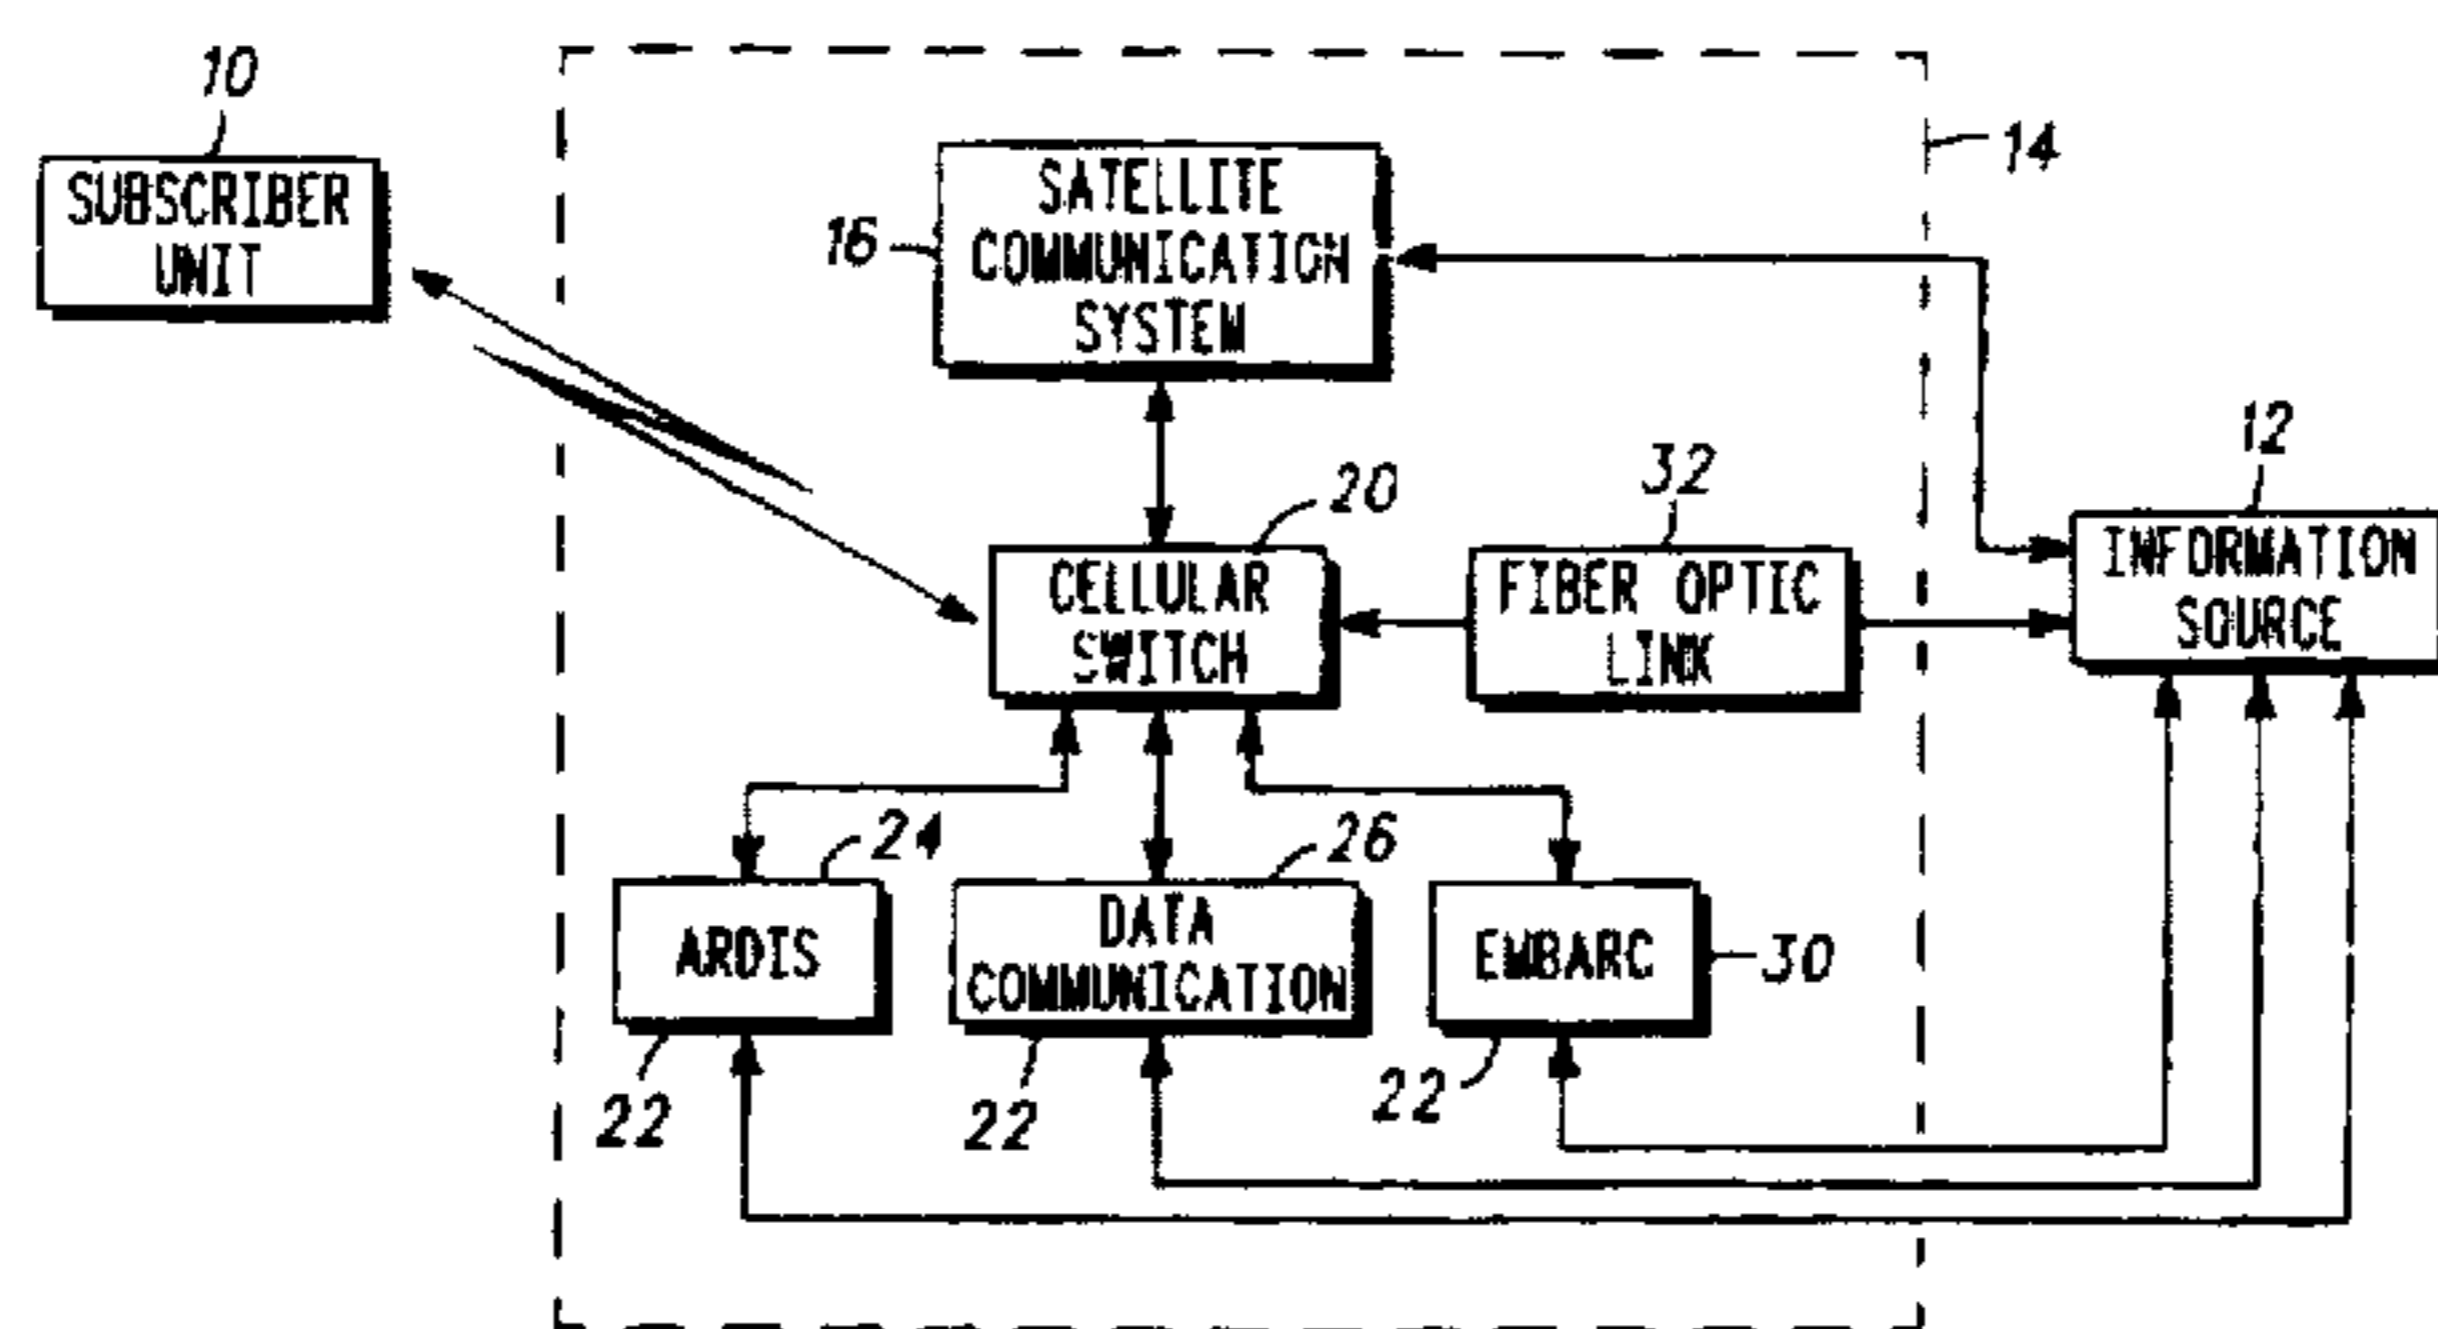 10
SUBSCRIBER
UNIT
14
16
SATELLITE
COMMUNICATION
SYSTEM
12
INFORMATION
SOURCE
20
CELLULAR
SWITCH
32
FIBER OPTIC
LINK
24
ARDIS
22
26
DATA
COMMUNICATION
22
EMBARC
30
22